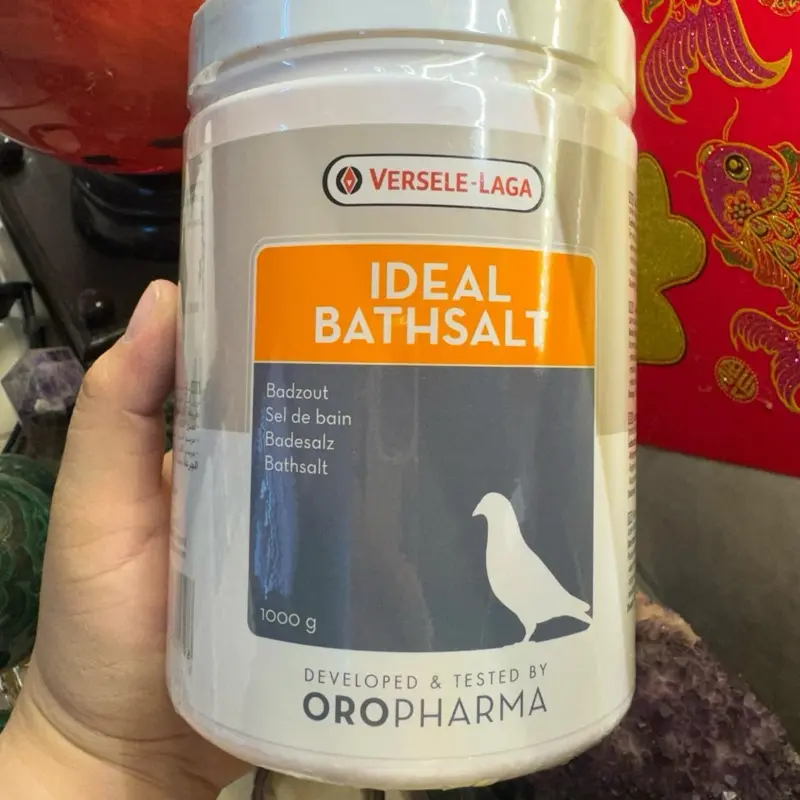 VERSELE-LAGA
IDEAL
BATHSALT
Badzout
Sel de bain
Badesalz
Bathsalt
1000 g
DEVELOPED & TESTED BY
OROPHARMA